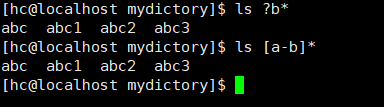 [hc@localhost mydictory]$ ls ?b*
abc  abc1  abc2  abc3
[hc@localhost mydictory]$ ls [a-b]*
abc  abc1  abc2  abc3
[hc@localhost mydictory]$